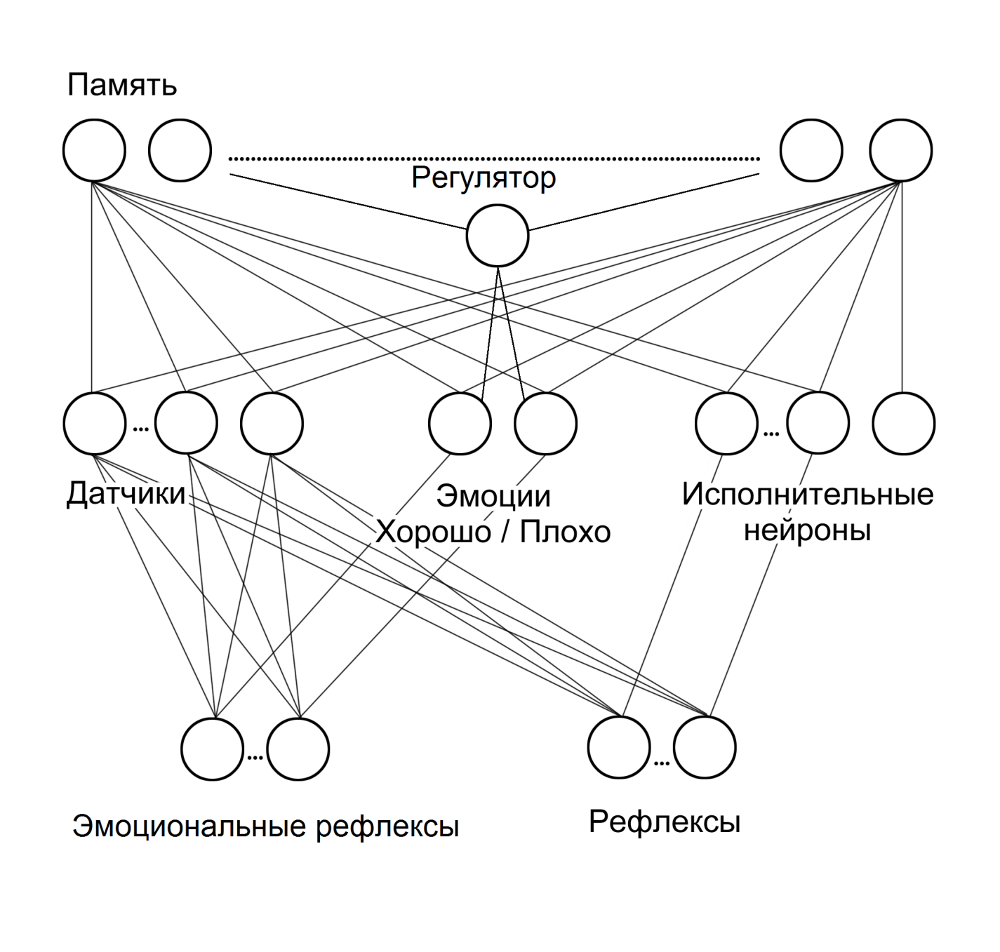 Память
Регулятор
...
...
Датчики
Эмоции
Хорошо / Плохо
Исполнительные
нейроны
...
...
Эмоциональные рефлексы
Рефлексы